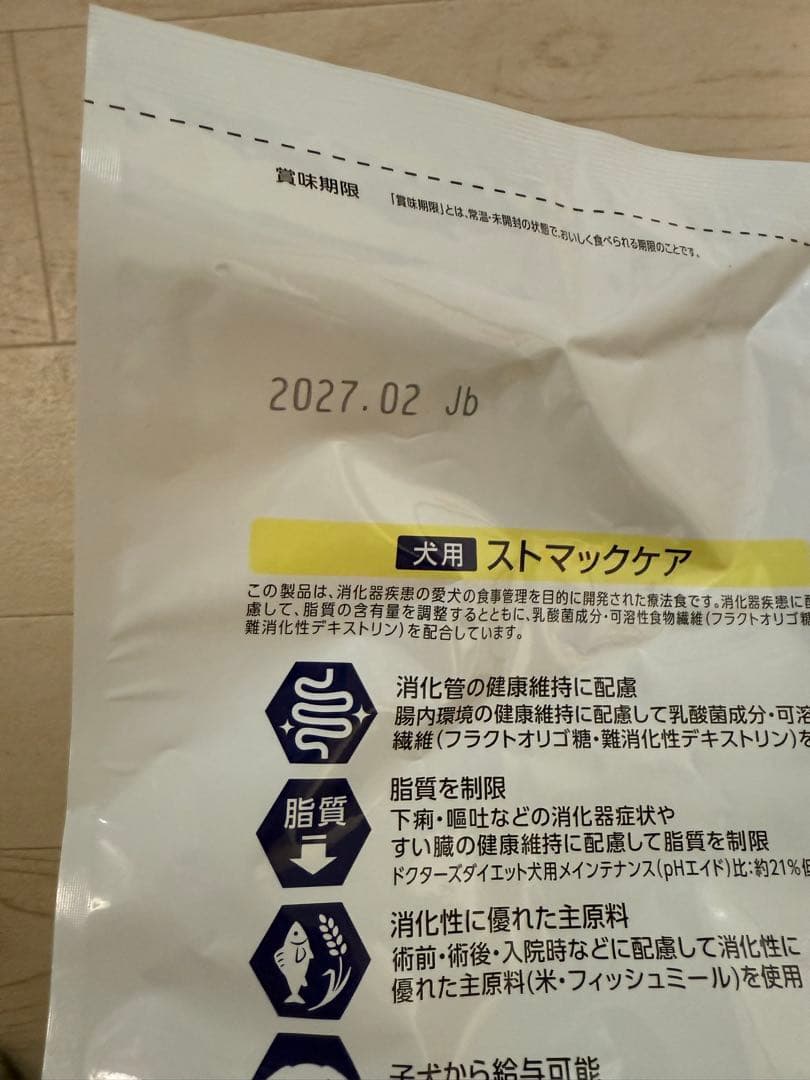 賞味期限
「賞味期限」とは、常温・未開封の状態で、おいしく食べられる期限のことです。
2027.02 Jb
犬用 ストマックケア
この製品は、消化器疾患の愛犬の食事管理を目的に開発された療法食です。消化器疾患に配
慮して、脂質の含有量を調整するとともに、乳酸菌成分・可溶性食物繊維(フラクトオリゴ糖
難消化性デキストリン)を配合しています。
消化管の健康維持に配慮
腸内環境の健康維持に配慮して乳酸菌成分・可溶
繊維(フラクトオリゴ糖・難消化性デキストリン)を
脂質
脂質を制限
下痢・嘔吐などの消化器症状や
すい臓の健康維持に配慮して脂質を制限
ドクターズダイエット犬用メインテナンス(pHエイド)比:約21%低
消化性に優れた主原料
術前・術後・入院時などに配慮して消化性に
優れた主原料(米・フィッシュミール)を使用
子犬から給与可能